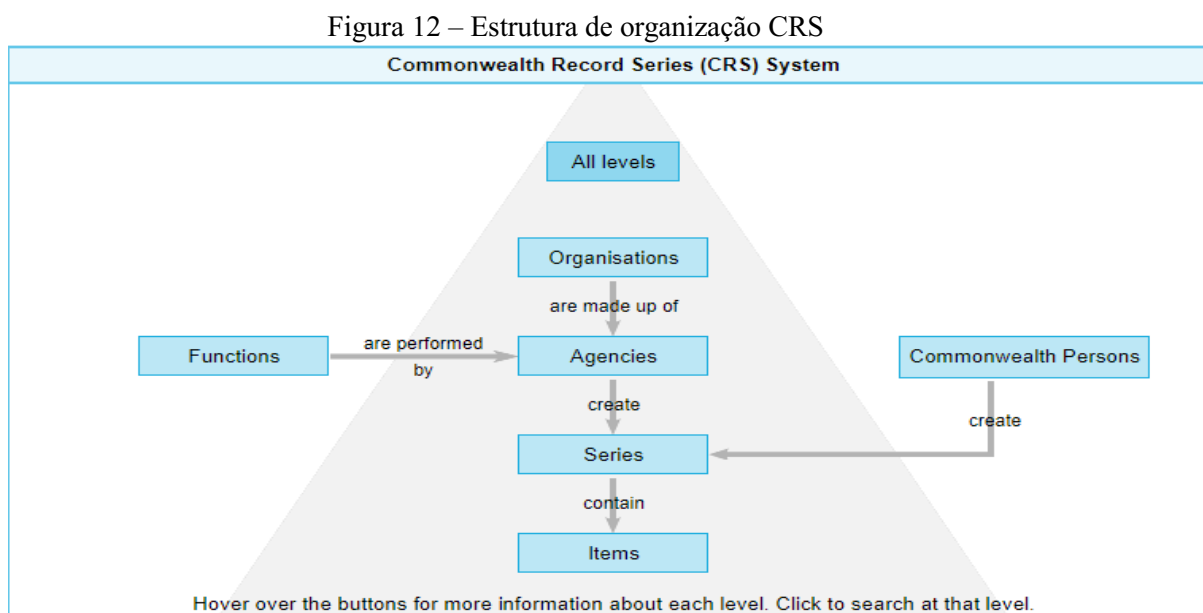 Figura 12 – Estrutura de organização CRS
Commonwealth Record Series (CRS) System
All levels
Organisations
are made up of
Functions
are performed
by
Agencies
Commonwealth Persons
create
create
Series
contain
Items
Hover over the buttons for more information about each level. Click to search at that level.